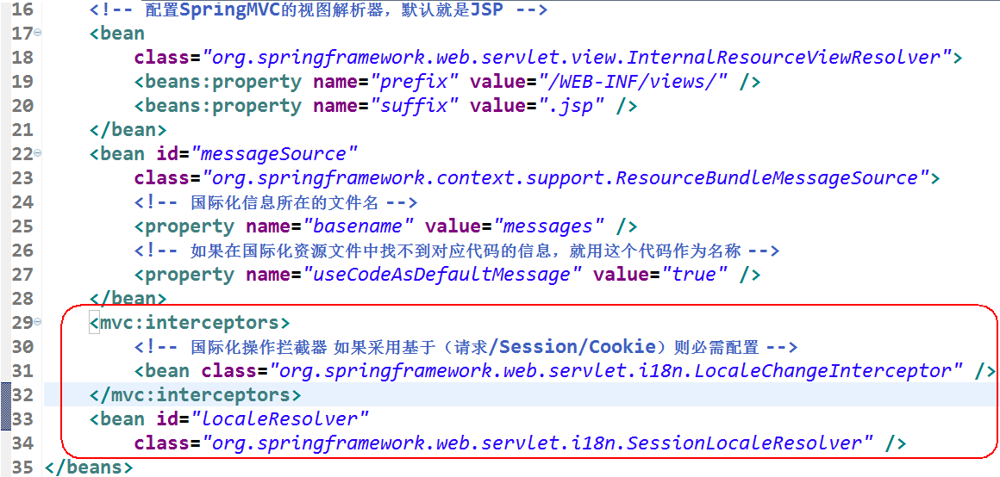 16 <!-- 配置SpringMVC的视图解析器，默认就是JSP -->
17 <bean
18 class="org.springframework.web.servlet.view.InternalResourceViewResolver">
19 <beans:property name="prefix" value="/WEB-INF/views/" />
20 <beans:property name="suffix" value=".jsp" />
21 </bean>
22 <bean id="messageSource"
23 class="org.springframework.context.support.ResourceBundleMessageSource">
24 <!-- 国际化信息所在的文件名 -->
25 <property name="basename" value="messages" />
26 <!-- 如果在国际化资源文件中找不到对应代码的信息，就用这个代码作为名称 -->
27 <property name="useCodeAsDefaultMessage" value="true" />
28 </bean>
29 <mvc:interceptors>
30 <!-- 国际化操作拦截器 如果采用基于（请求/Session/Cookie）则必需配置 -->
31 <bean class="org.springframework.web.servlet.i18n.LocaleChangeInterceptor" />
32 </mvc:interceptors>
33 <bean id="localeResolver"
34 class="org.springframework.web.servlet.i18n.SessionLocaleResolver" />
35 </beans>